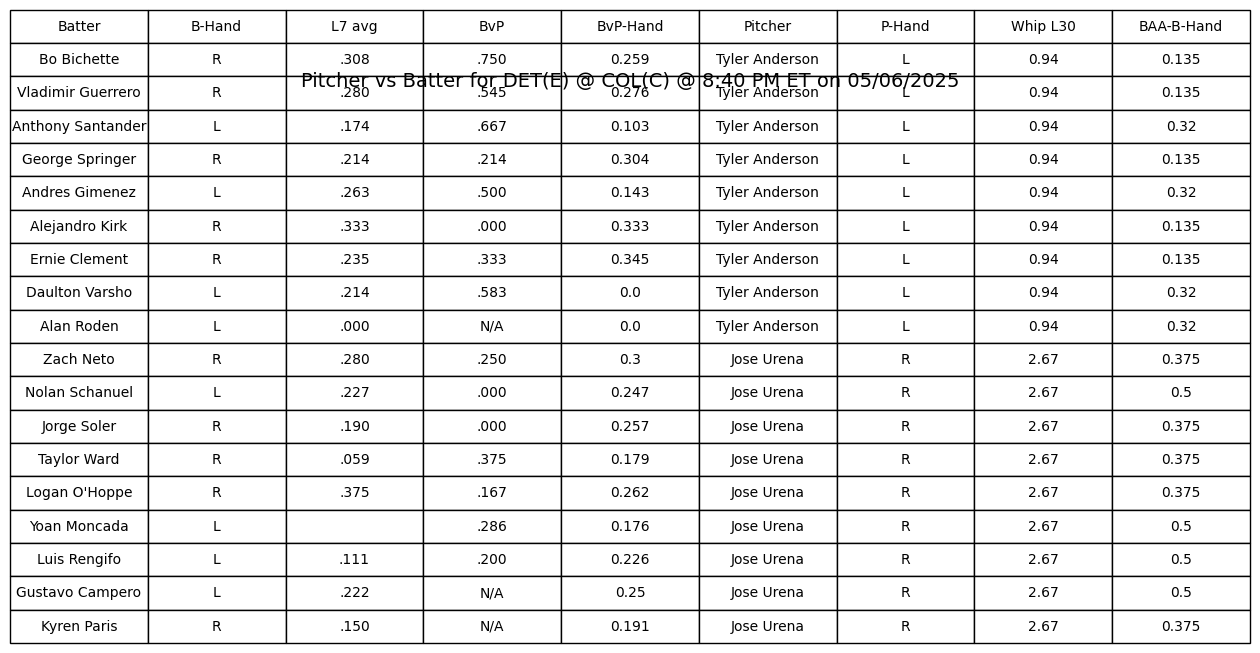 Batter B-Hand L7 avg BvP BvP-Hand Pitcher P-Hand Whip L30 BAA-B-Hand
Bo Bichette R .308 .750 0.259 Tyler Anderson L 0.94 0.135
Pitcher vs Batter for DET(E) @ COL(C) @ 8:40 PM ET on 05/06/2025
Vladimir Guerrero R .280 .545 0.276 Tyler Anderson L 0.94 0.135
Anthony Santander L .174 .667 0.103 Tyler Anderson L 0.94 0.32
George Springer R .214 .214 0.304 Tyler Anderson L 0.94 0.135
Andres Gimenez L .263 .500 0.143 Tyler Anderson L 0.94 0.32
Alejandro Kirk R .333 .000 0.333 Tyler Anderson L 0.94 0.135
Ernie Clement R .235 .333 0.345 Tyler Anderson L 0.94 0.135
Daulton Varsho L .214 .583 0.0 Tyler Anderson L 0.94 0.32
Alan Roden L .000 N/A 0.0 Tyler Anderson L 0.94 0.32
Zach Neto R .280 .250 0.3 Jose Urena R 2.67 0.375
Nolan Schanuel L .227 .000 0.247 Jose Urena R 2.67 0.5
Jorge Soler R .190 .000 0.257 Jose Urena R 2.67 0.375
Taylor Ward R .059 .375 0.179 Jose Urena R 2.67 0.375
Logan O'Hoppe R .375 .167 0.262 Jose Urena R 2.67 0.375
Yoan Moncada L .286 0.176 Jose Urena R 2.67 0.5
Luis Rengifo L .111 .200 0.226 Jose Urena R 2.67 0.5
Gustavo Campero L .222 N/A 0.25 Jose Urena R 2.67 0.5
Kyren Paris R .150 N/A 0.191 Jose Urena R 2.67 0.375